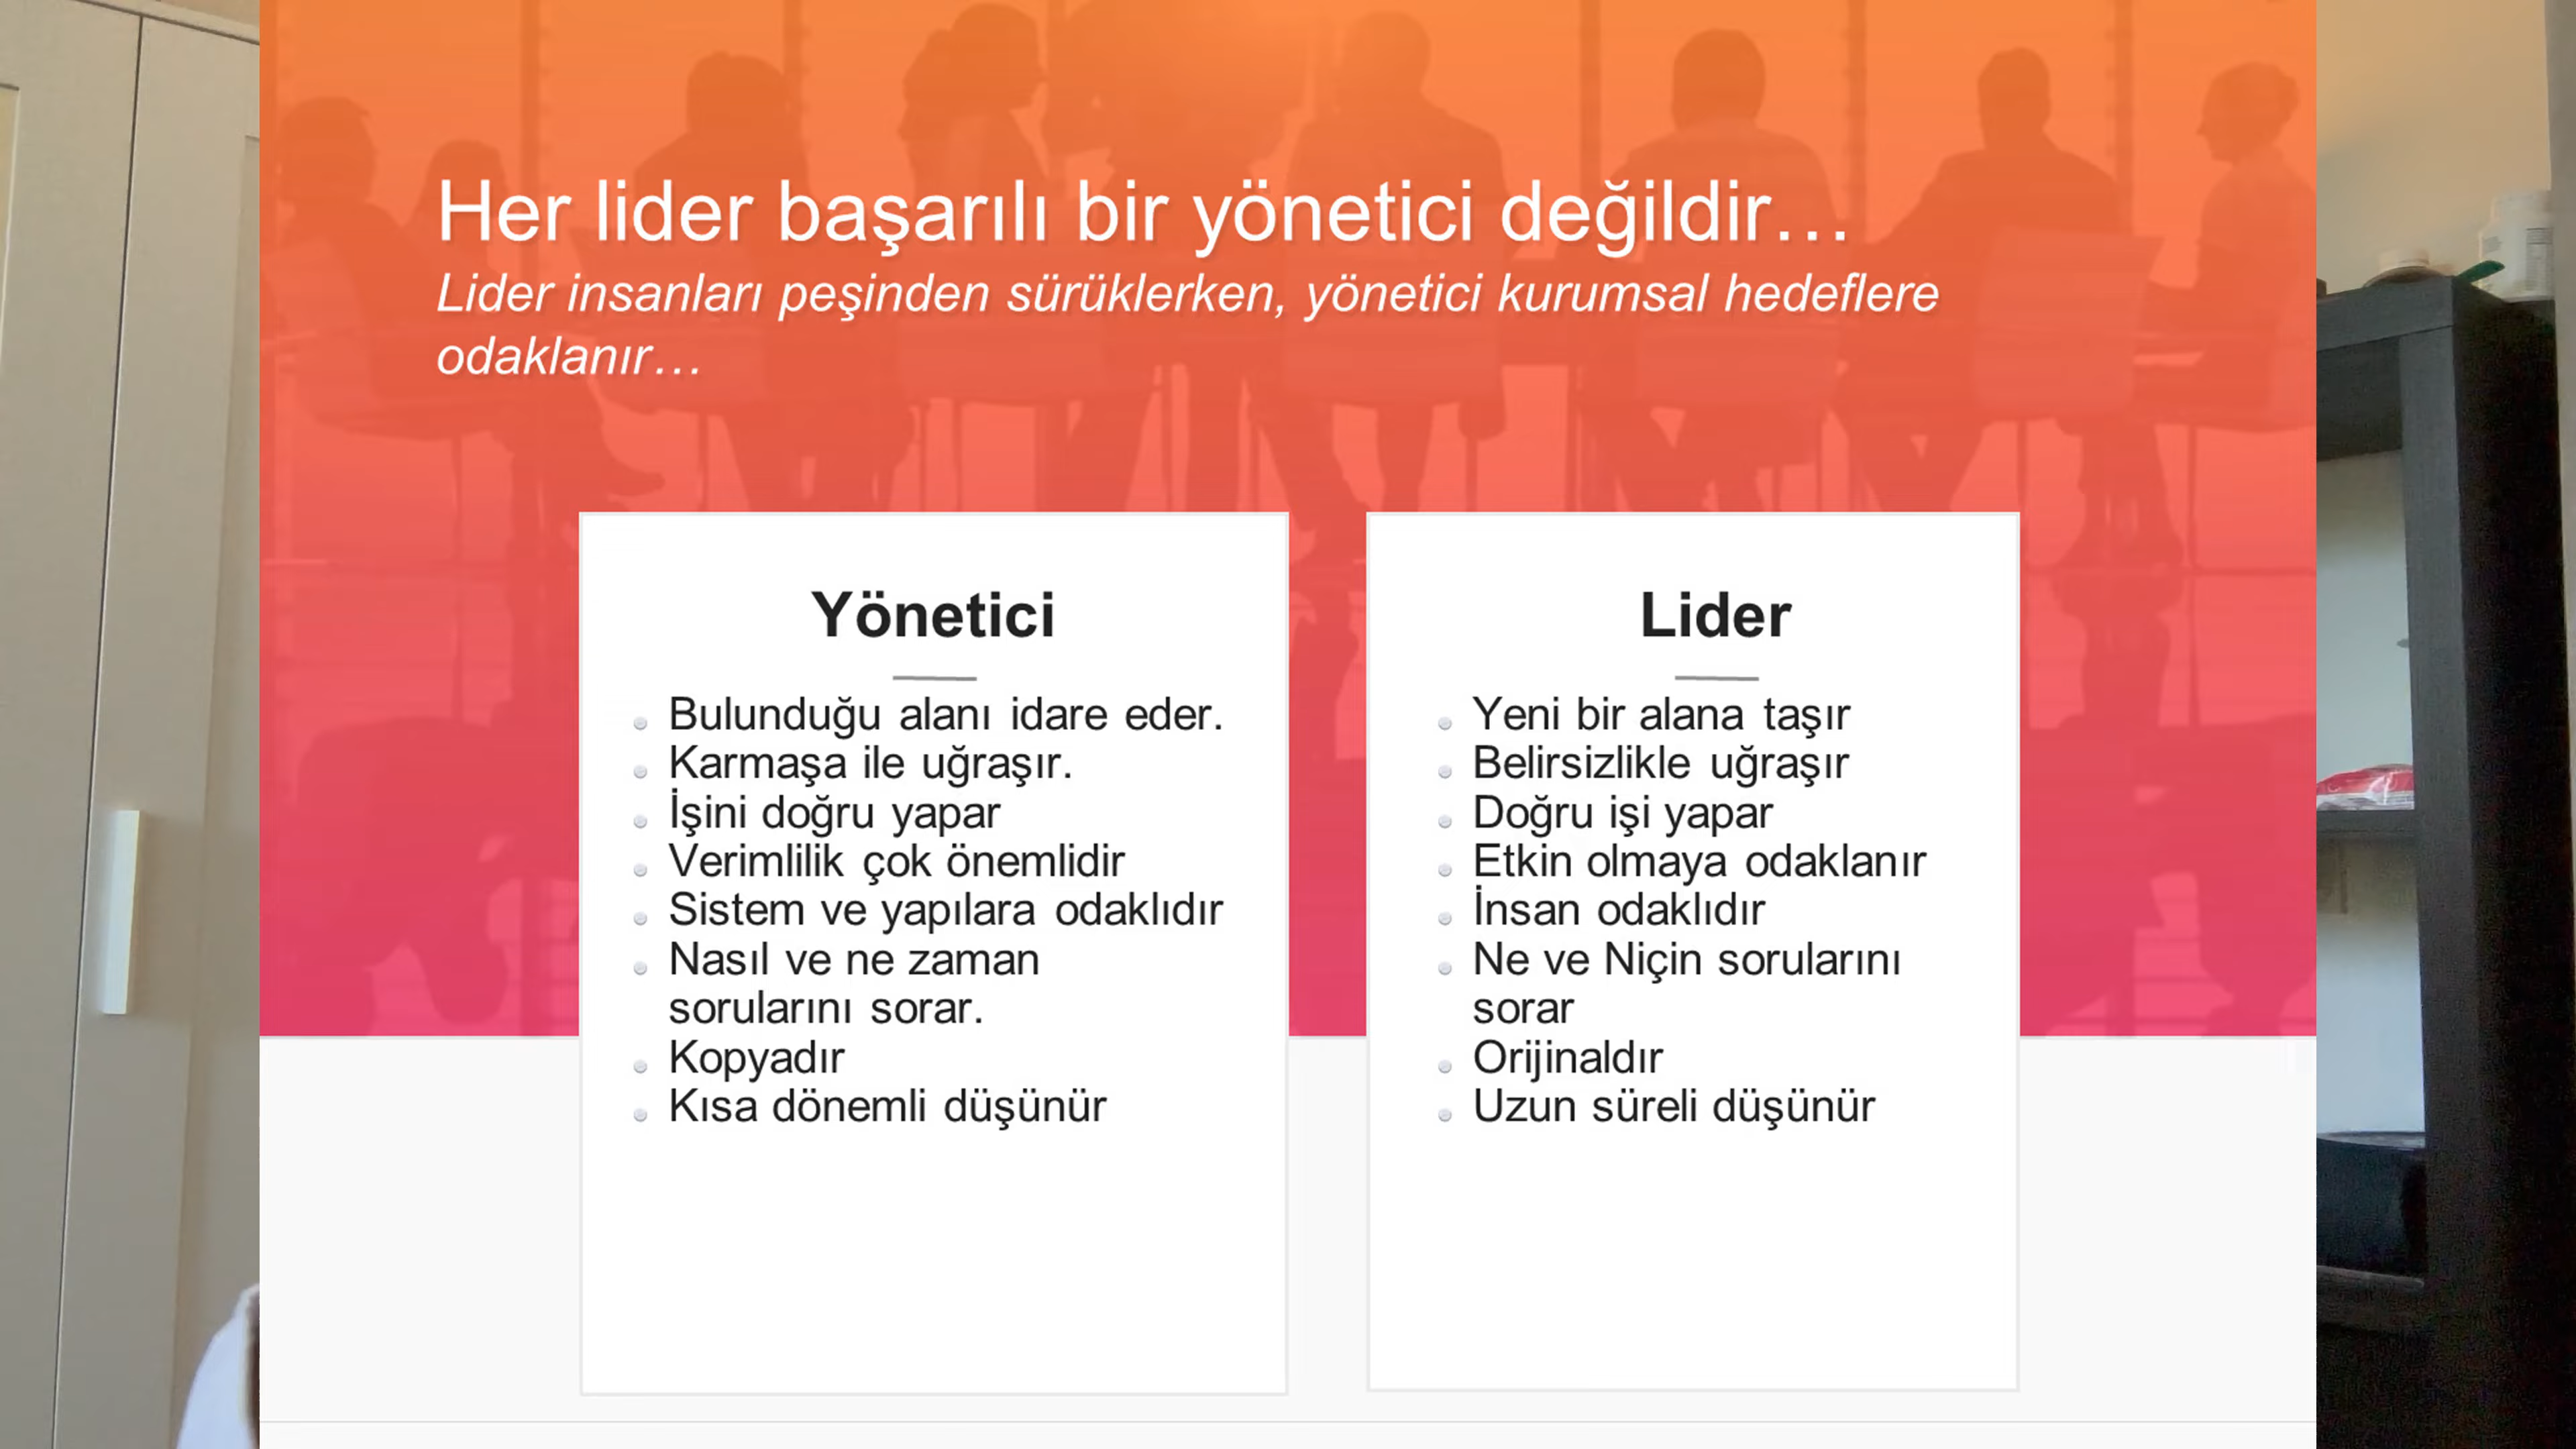 Her lider başarılı bir yönetici değildir…
Lider insanları peşinden sürüklerken, yönetici kurumsal hedeflere
odaklanır…
Yönetici
Bulunduğu alanı idare eder.
Karmaşa ile uğraşır.
İşini doğru yapar
Verimlilik çok önemlidir
Sistem ve yapılara odaklıdır
Nasıl ve ne zaman
sorularını sorar.
Kopyadır
Kısa dönemli düşünür
Lider
Yeni bir alana taşır
Belirsizlikle uğraşır
Doğru işi yapar
Etkin olmaya odaklanır
İnsan odaklıdır
Ne ve Niçin sorularını
sorar
Orijinaldır
Uzun süreli düşünür